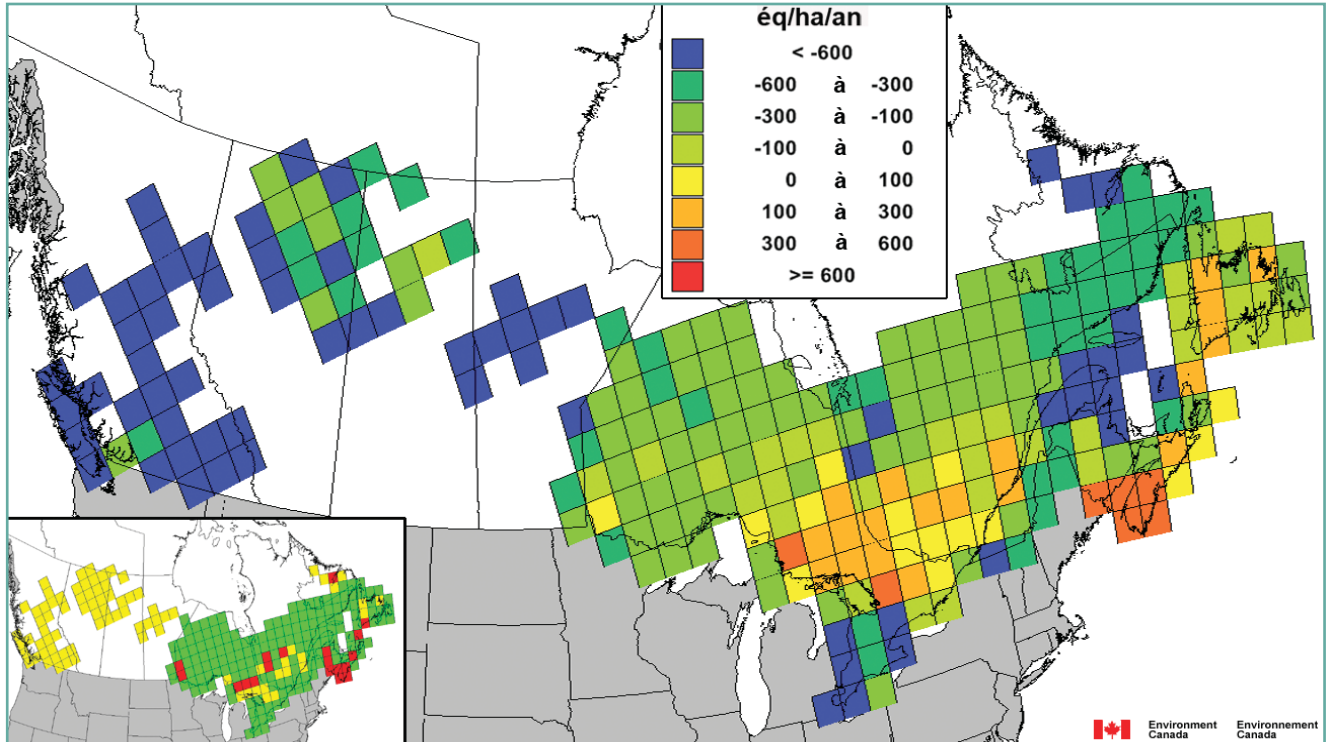 éq/ha/an
< -600
-600 à -300
-300 à -100
-100 à 0
0 à 100
100 à 300
300 à 600
>= 600
Environment Canada
Environnement Canada